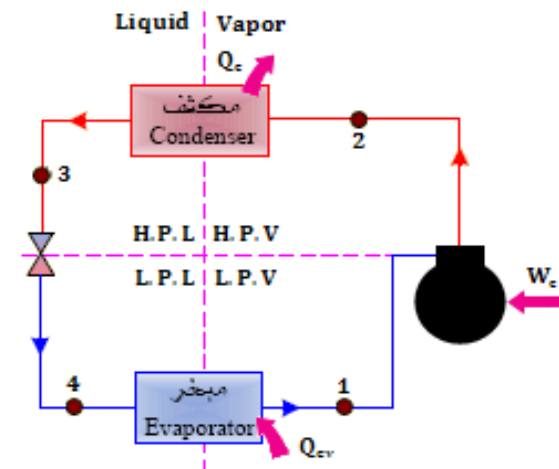 Liquid Vapor
Qc
مكثف
Condenser
2
3
H.P.L H.P.V
L.P.L L.P.V
Wc
4
مبخر
1
Evaporator
Qev